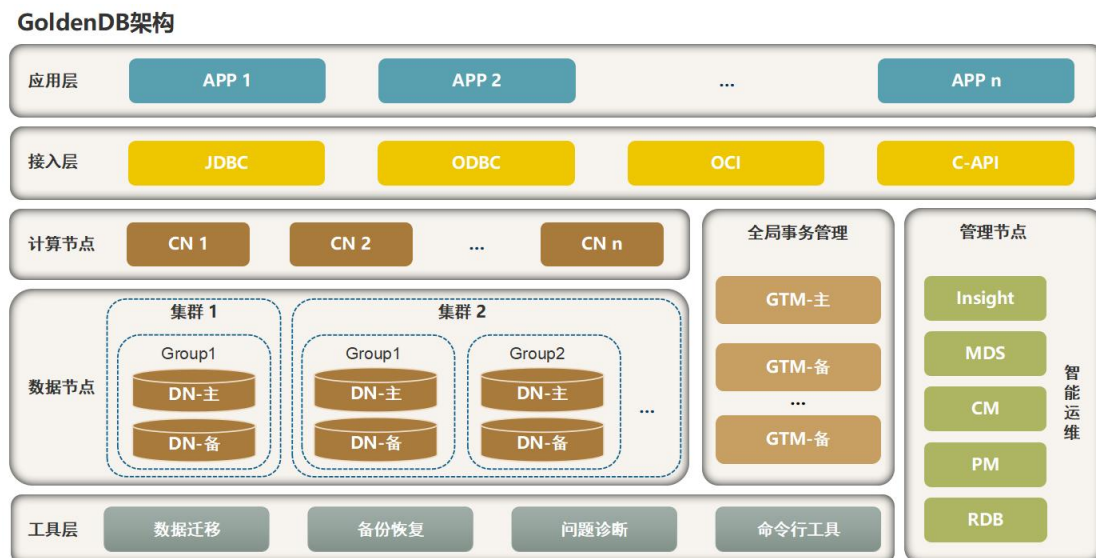 GoldenDB架构
应用层 APP 1 APP 2 ... APP n
接入层 JDBC ODBC OCI C-API
计算节点 CN 1 CN 2 ... CN n
数据节点
集群 1
Group1
DN-主
DN-备
集群 2
Group1
DN-主
DN-备
Group2
DN-主
DN-备
...
全局事务管理
GTM-主
GTM-备
...
GTM-备
管理节点
Insight
MDS
CM
PM
RDB
智能运维
工具层 数据迁移 备份恢复 问题诊断 命令行工具